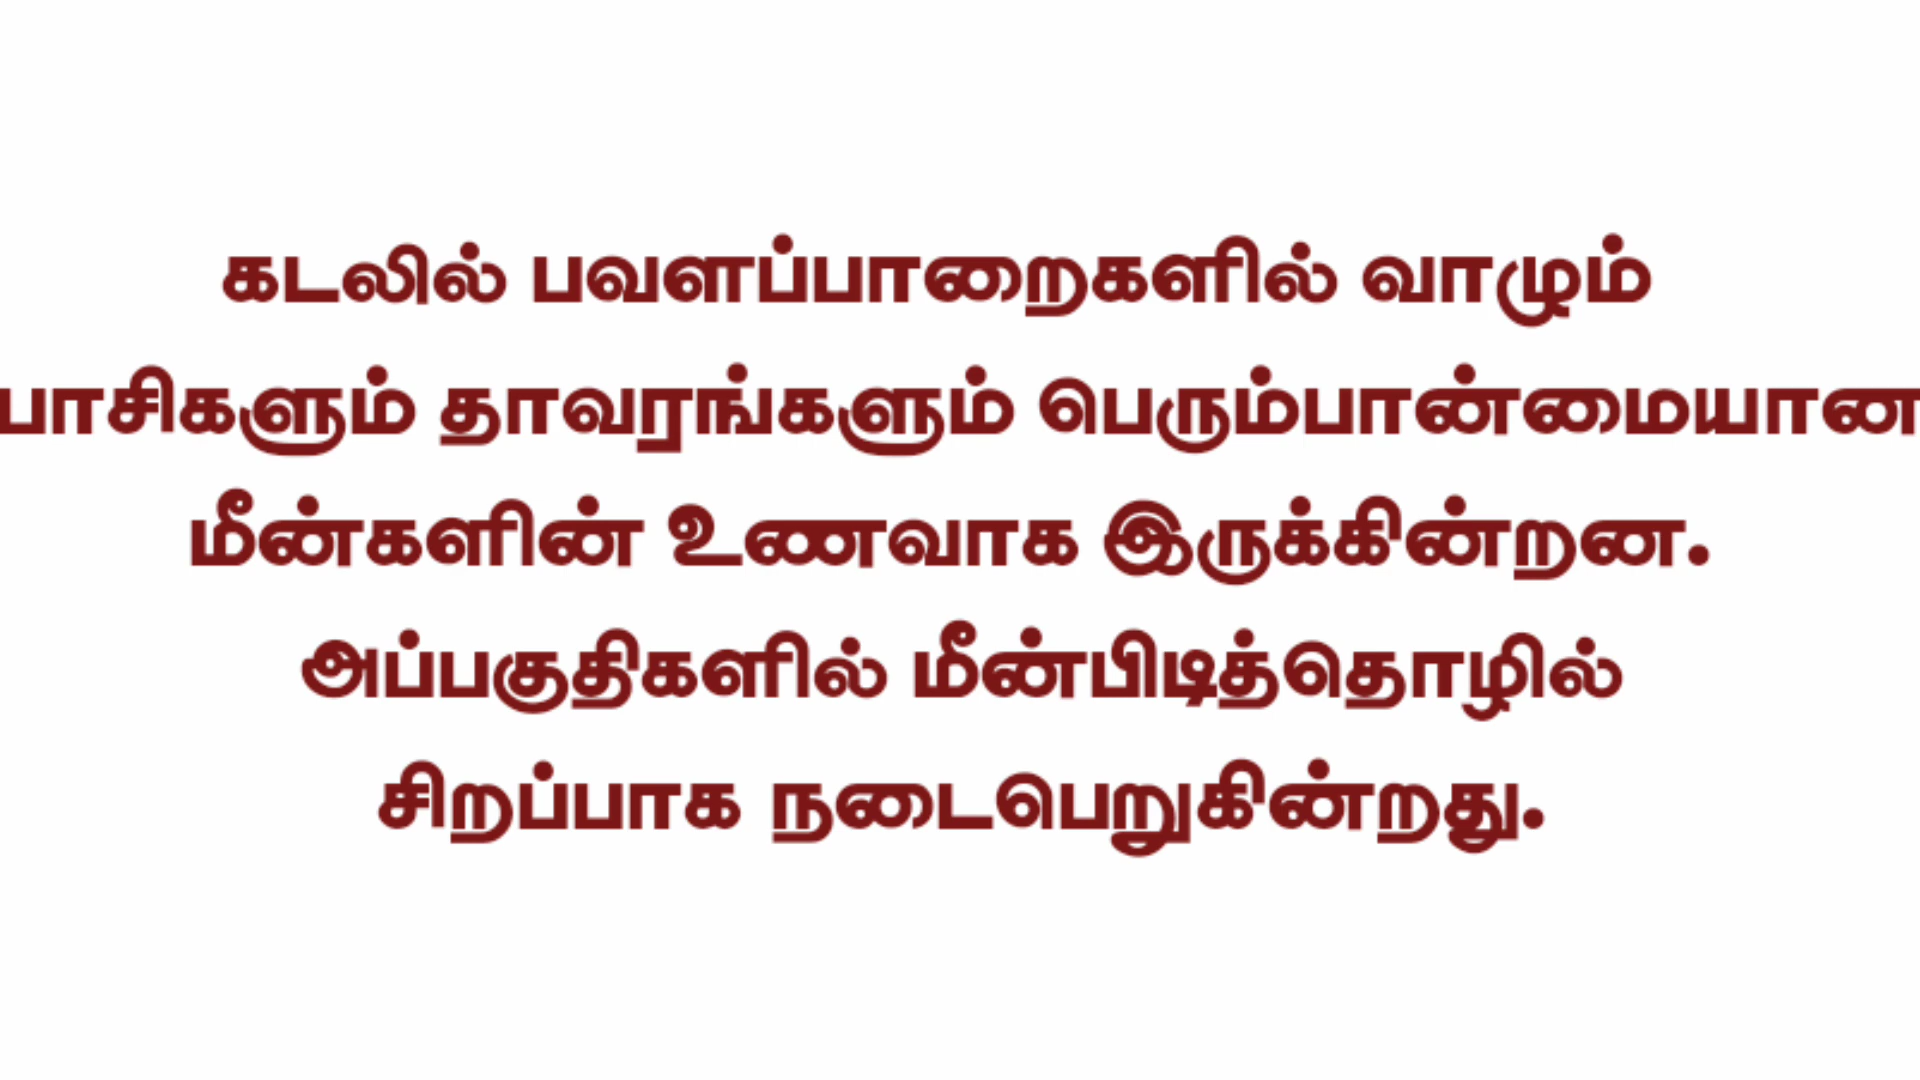 கடலில் பவளப்பாறைகளில் வாழும்
பாசிகளும் தாவரங்களும் பெரும்பான்மையான
மீன்களின் உணவாக இருக்கின்றன.
அப்பகுதிகளில் மீன்பிடித்தொழில்
சிறப்பாக நடைபெறுகின்றது.